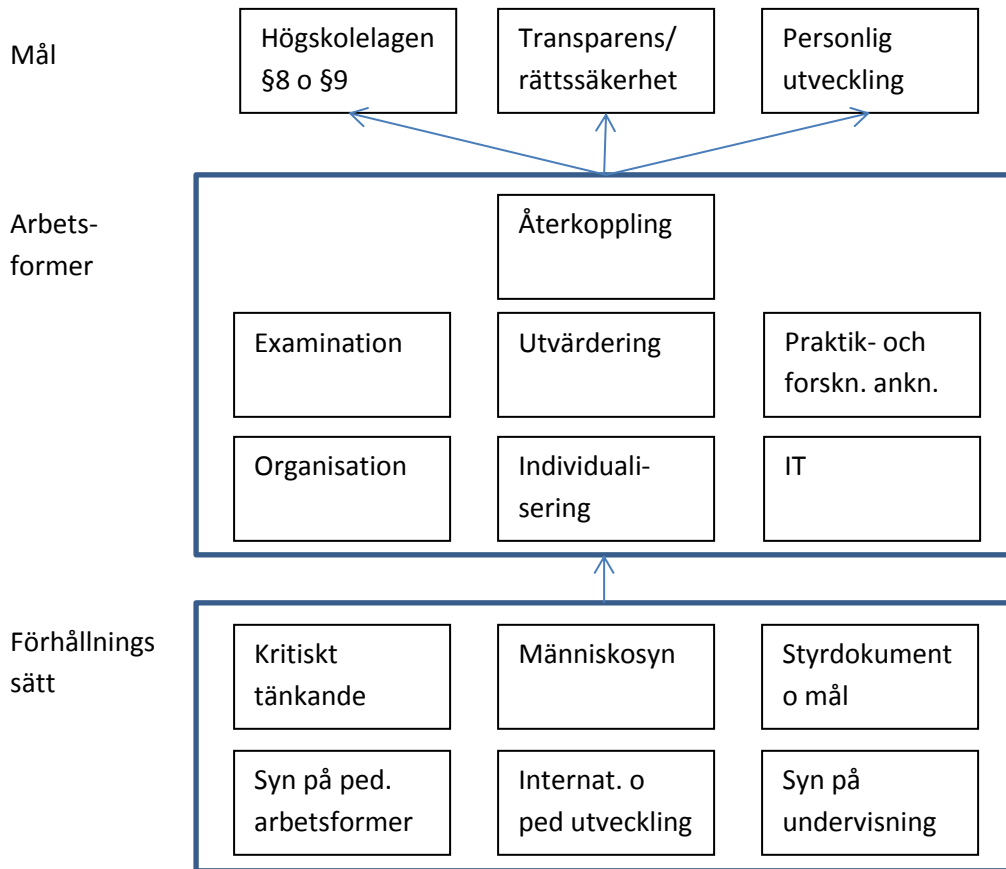 Mål
Högskolelagen
§8 o §9
Transparens/
rättssäkerhet
Personlig
utveckling
Arbets-
former
Återkoppling
Examination
Utvärdering
Praktik- och
forskn. ankn.
Organisation
Individuali-
sering
IT
Förhållnings
sätt
Kritiskt
tänkande
Människosyn
Styrdokument
o mål
Syn på ped.
arbetsformer
Internat. o
ped utveckling
Syn på
undervisning